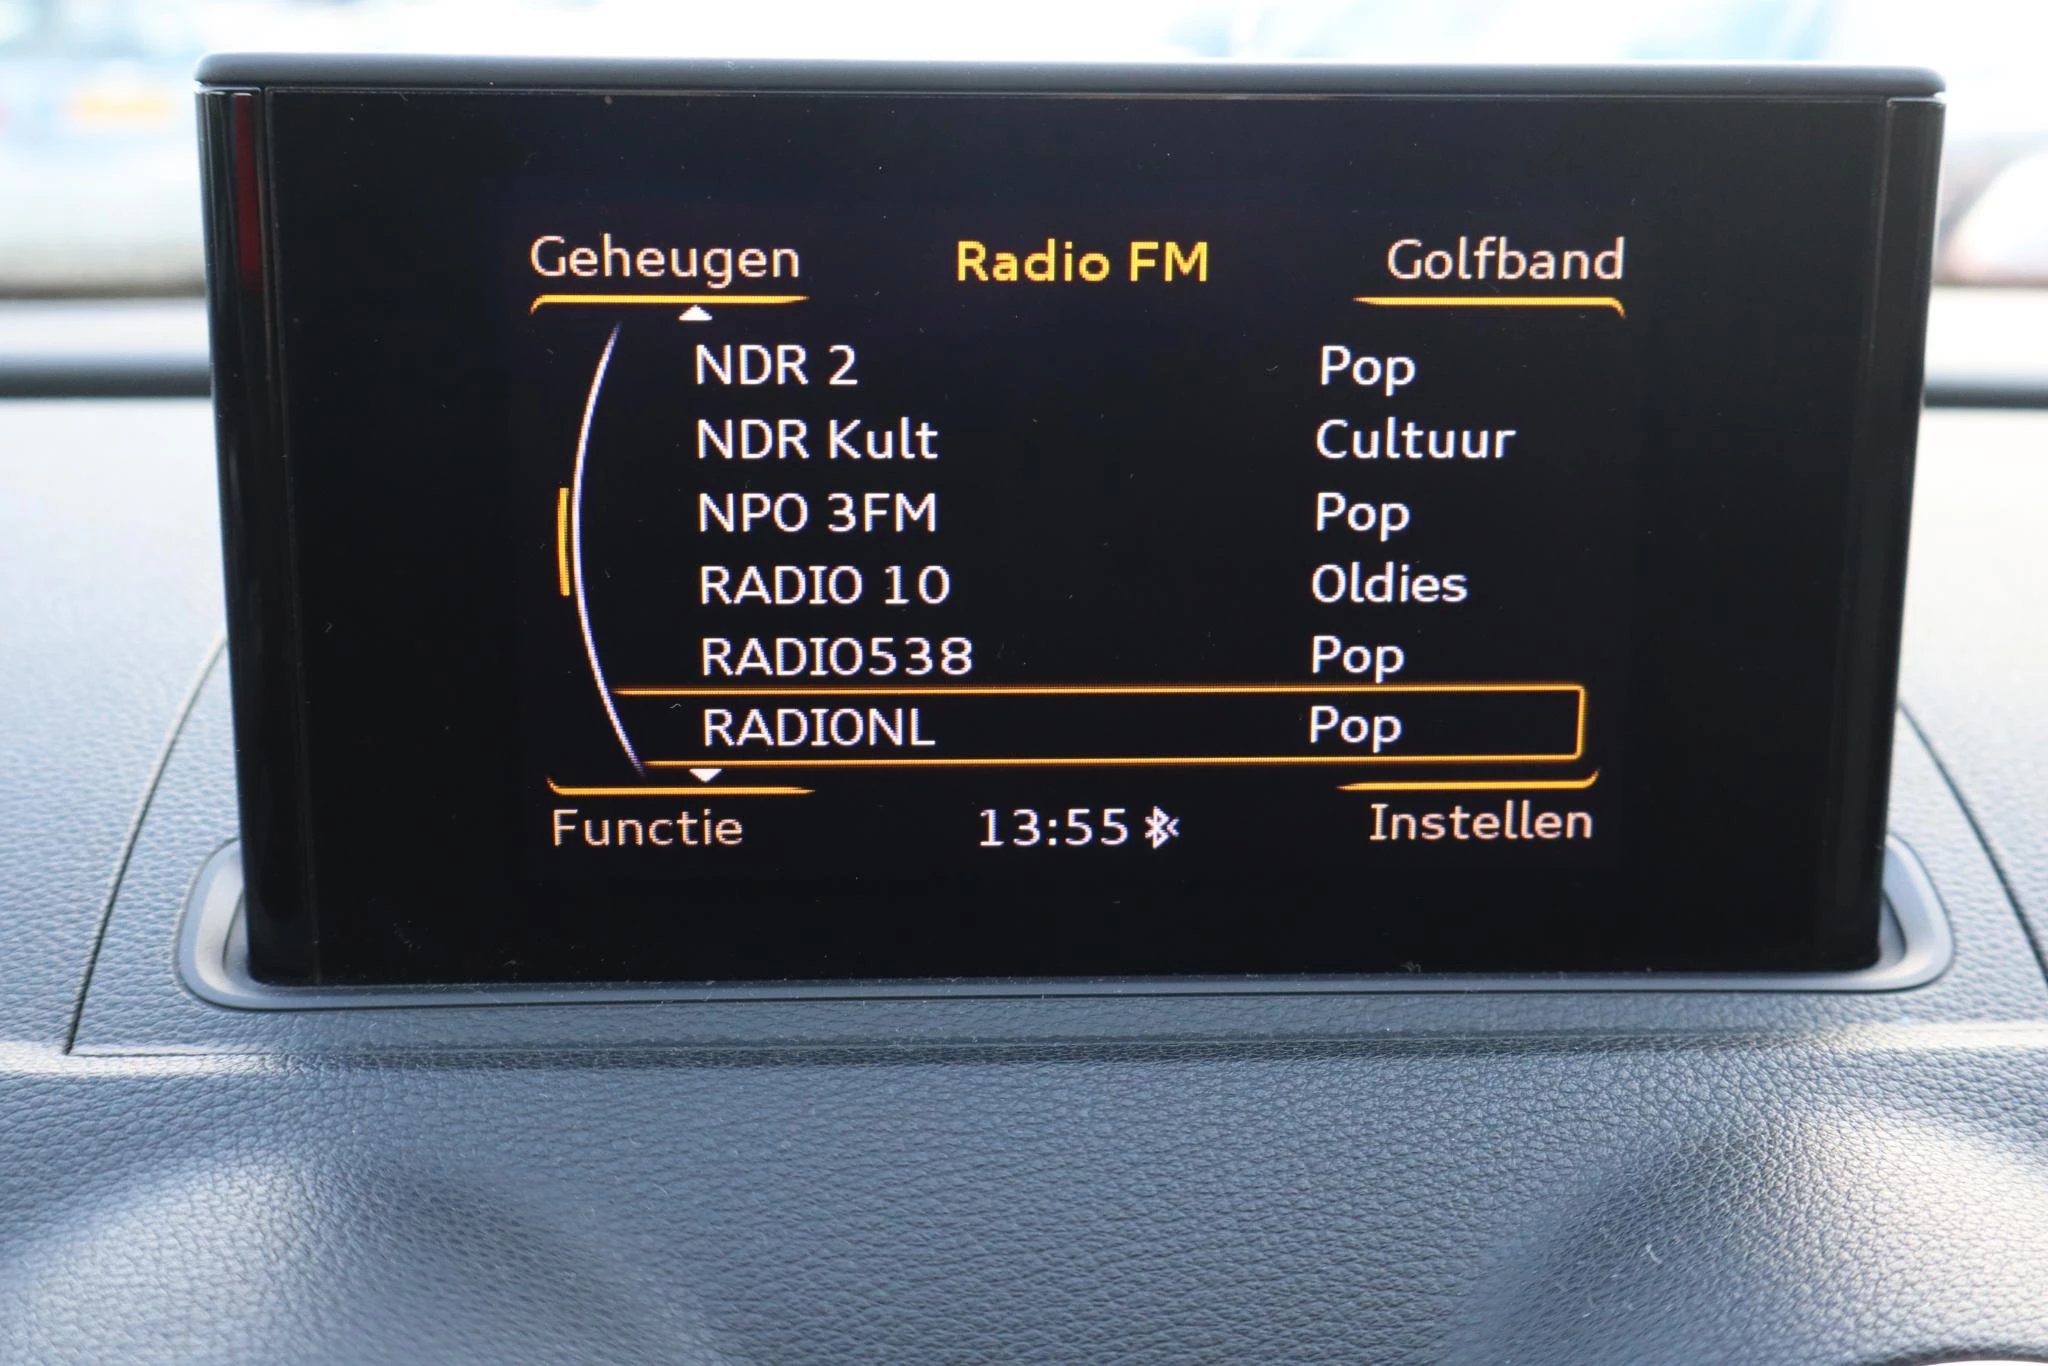 Geheugen Radio FM Golfband
NDR 2 Pop
NDR Kult Cultuur
NPO 3FM Pop
RADIO 10 Oldies
RADIO538 Pop
RADIONL Pop
Functie 13:55 Instellen